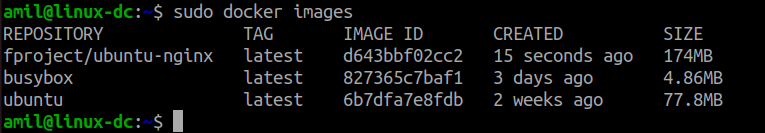 amil@linux-dc:~$ sudo docker images
REPOSITORY TAG IMAGE ID CREATED SIZE
fproject/ubuntu-nginx latest d643bbf02cc2 15 seconds ago 174MB
busybox latest 827365c7baf1 3 days ago 4.86MB
ubuntu latest 6b7dfa7e8fdb 2 weeks ago 77.8MB
amil@linux-dc:~$